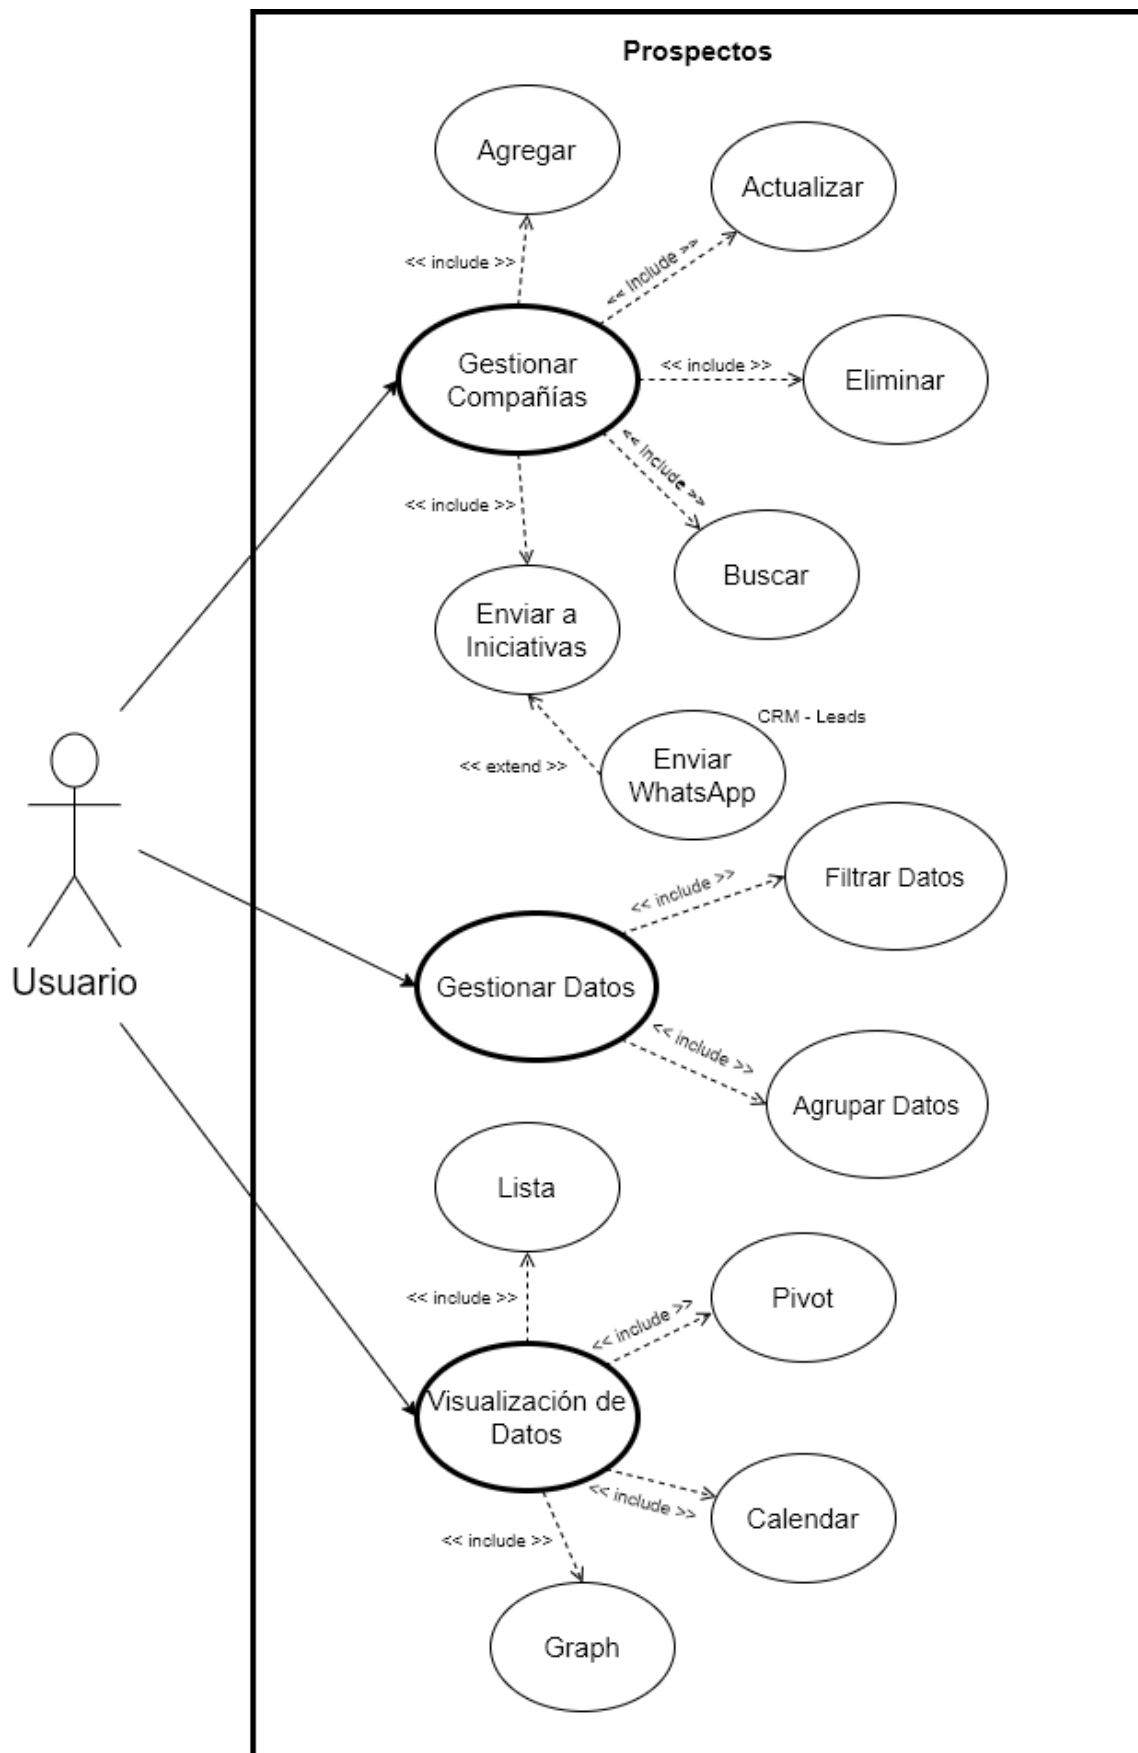 Prospectos
Agregar
Actualizar
<< include >>
<< Include >>
Gestionar
Compañías
<< include >>
Eliminar
<< Include >>
<< include >>
Buscar
Enviar a
Iniciativas
CRM - Leads
<< extend >>
Enviar
WhatsApp
Filtrar Datos
<< include >>
Usuario
Gestionar Datos
<< include >>
Agrupar Datos
Lista
<< include >>
Pivot
<< include >>
Visualización de
Datos
<< include >>
Calendar
<< include >>
Graph